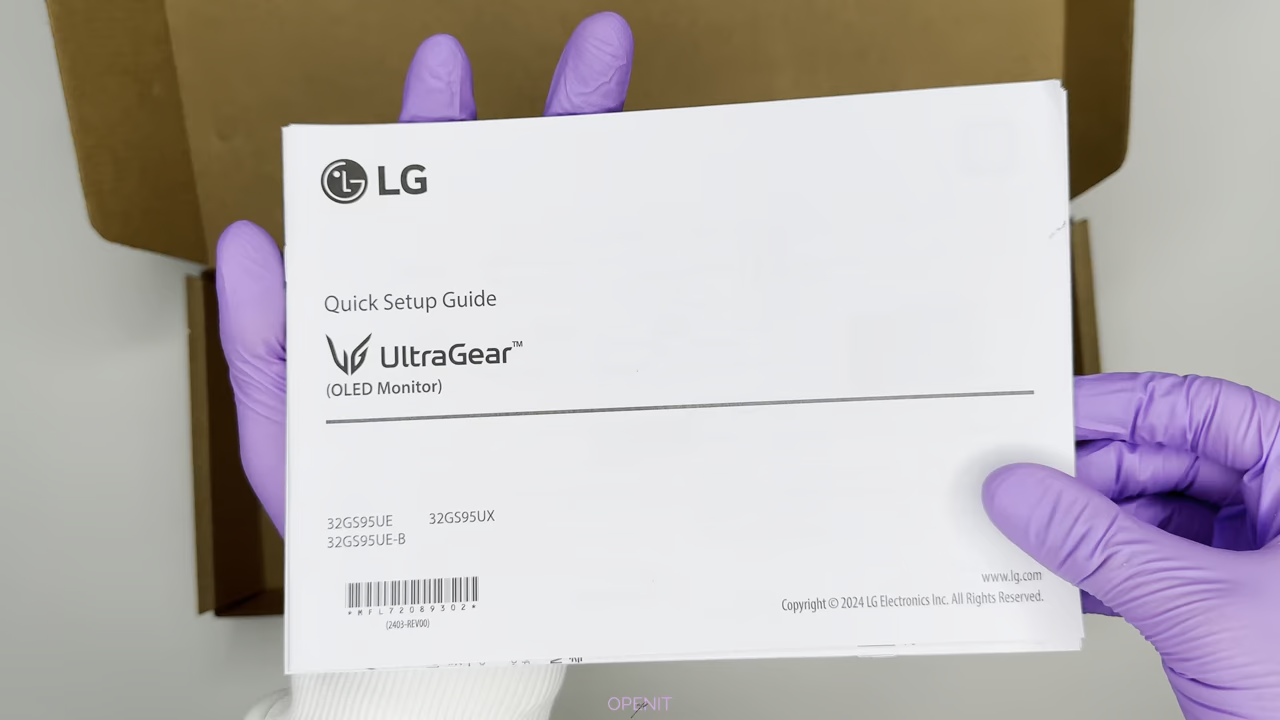 LG
Quick Setup Guide
UltraGear™
(OLED Monitor)
32GS95UE 32GS95UX
32GS95UE-B
*MFL72089302*
(2403-REV00)
www.lg.com
Copyright © 2024 LG Electronics Inc. All Rights Reserved.
OPENIT